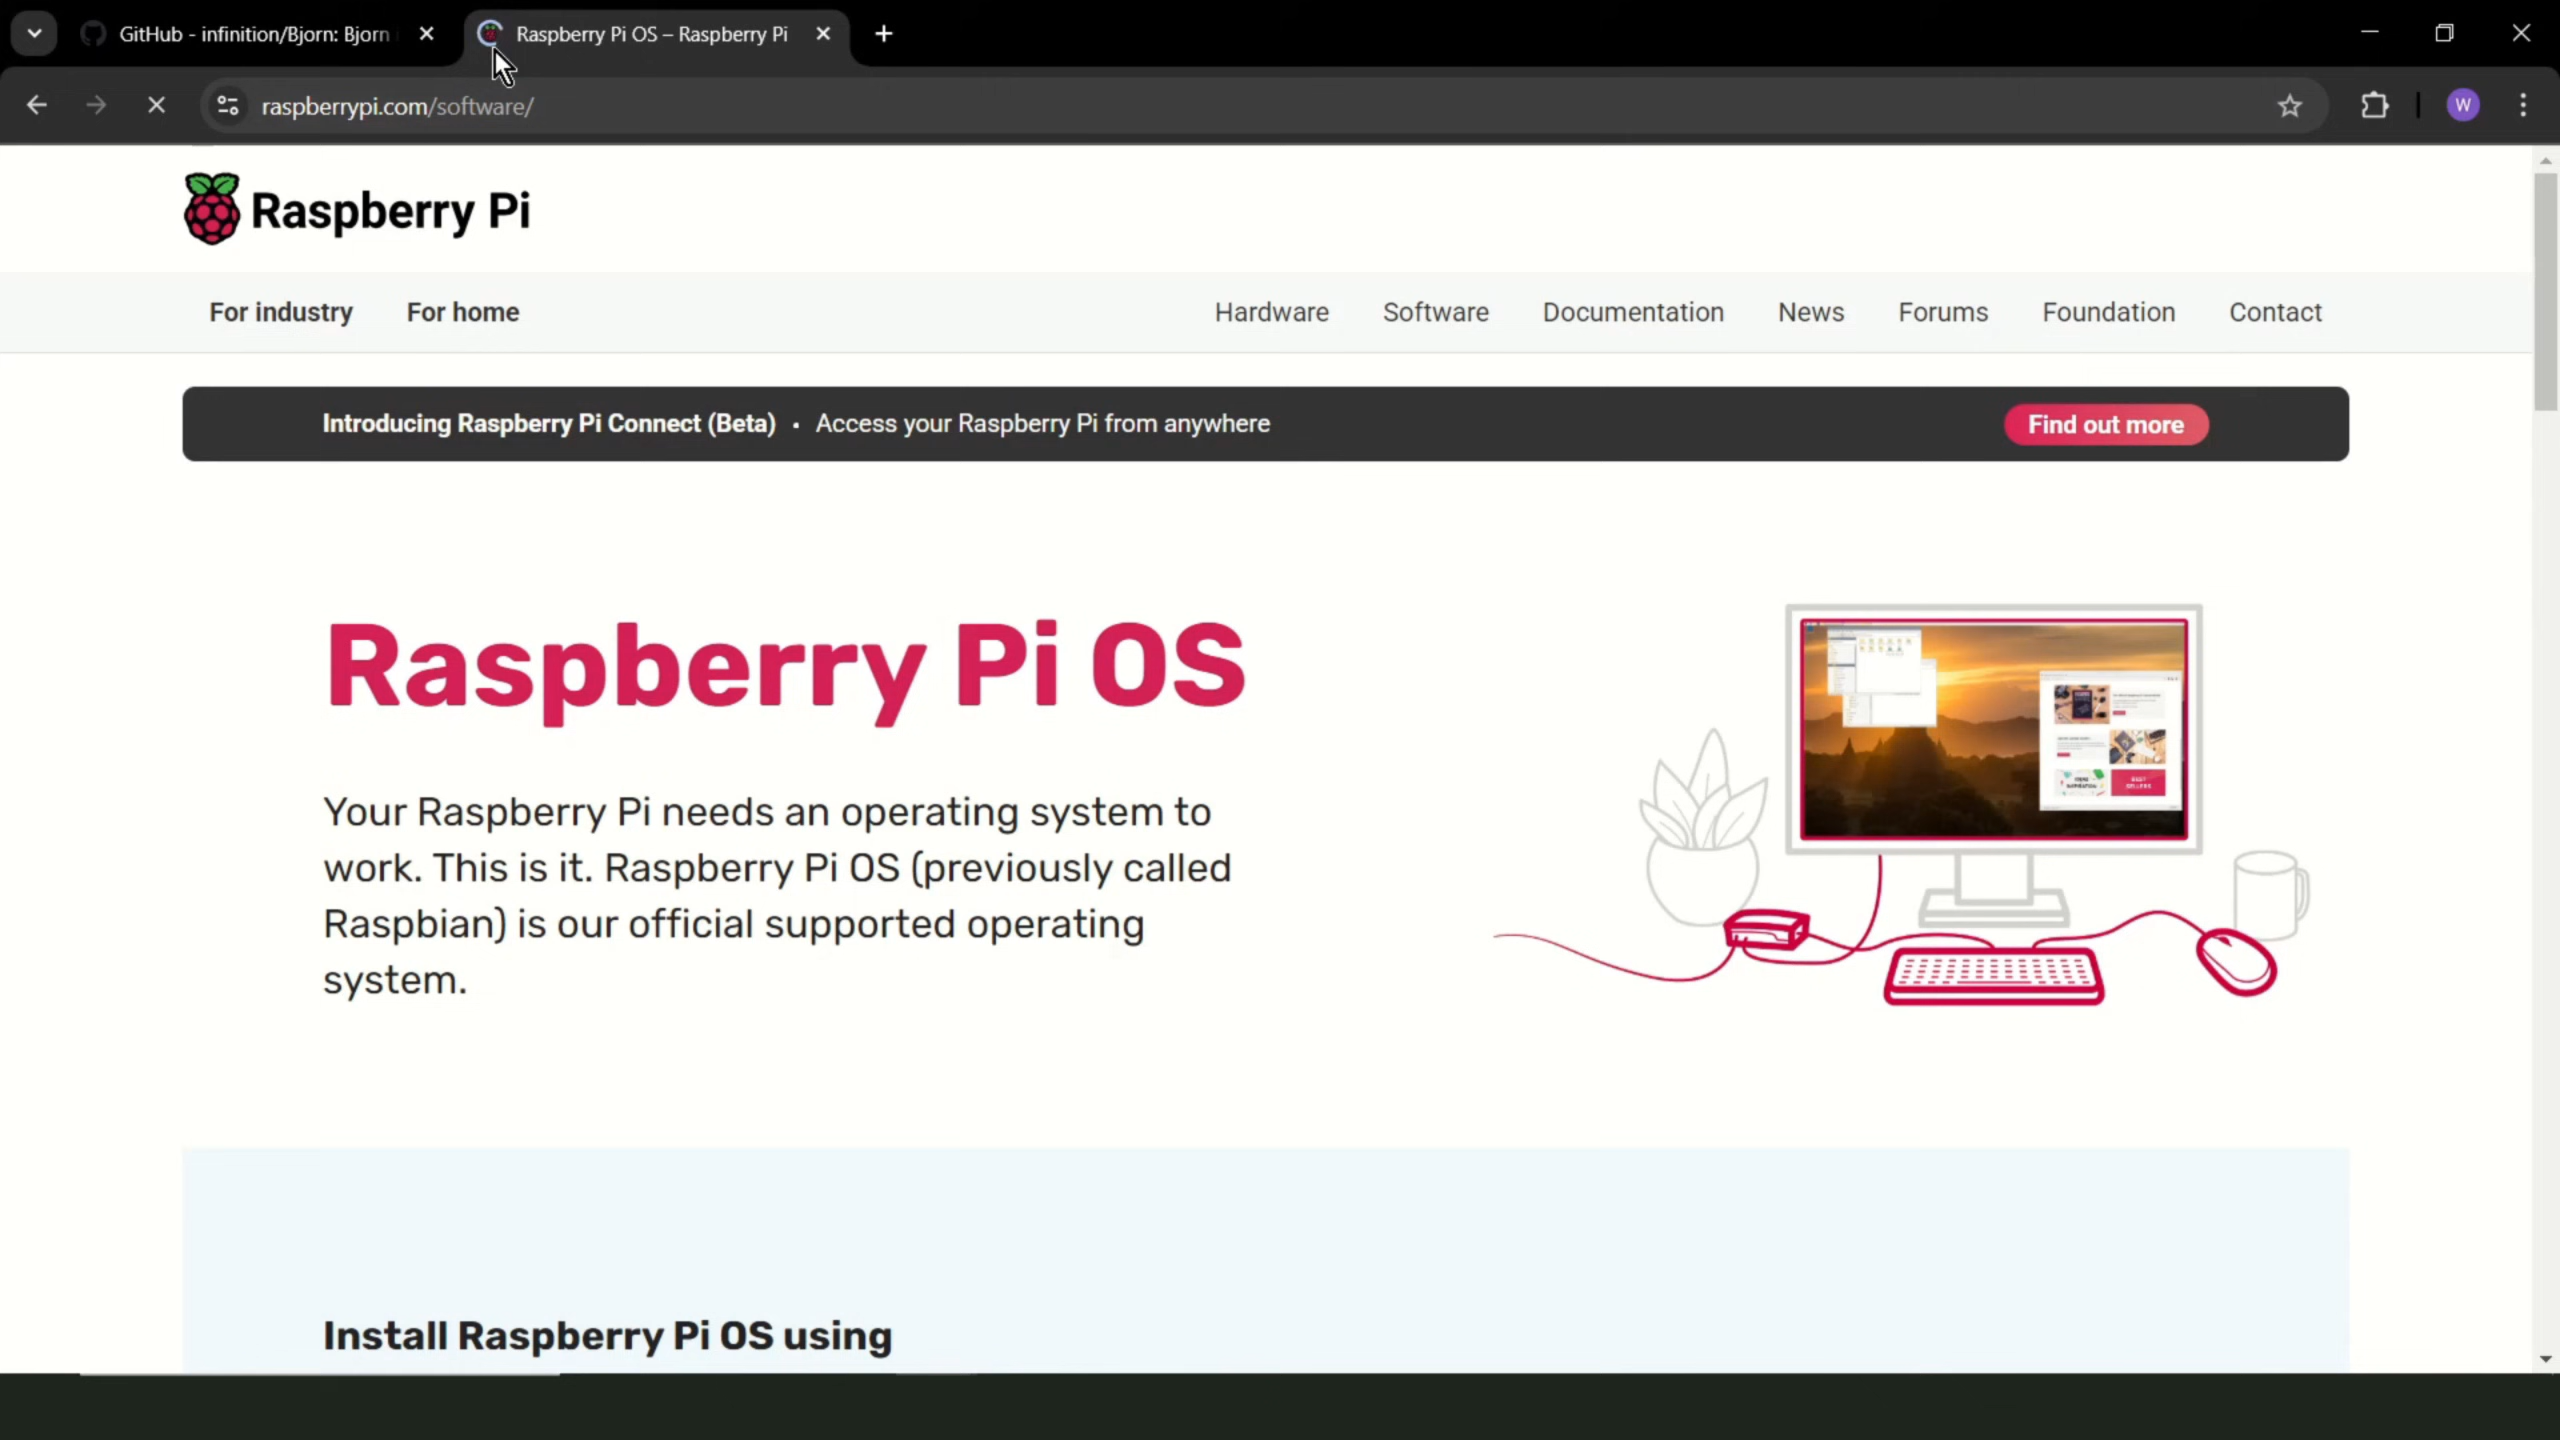 GitHub - infinition/Bjorn: Bjorn
Raspberry Pi OS – Raspberry Pi
raspberrypi.com/software/
W
Raspberry Pi
For industry
For home
Hardware
Software
Documentation
News
Forums
Foundation
Contact
Introducing Raspberry Pi Connect (Beta) • Access your Raspberry Pi from anywhere
Find out more
Raspberry Pi OS
Your Raspberry Pi needs an operating system to
work. This is it. Raspberry Pi OS (previously called
Raspbian) is our official supported operating
system.
Install Raspberry Pi OS using